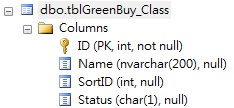 dbo.tblGreenBuy_Class
Columns
ID (PK, int, not null)
Name (nvarchar(200), null)
SortID (int, null)
Status (char(1), null)